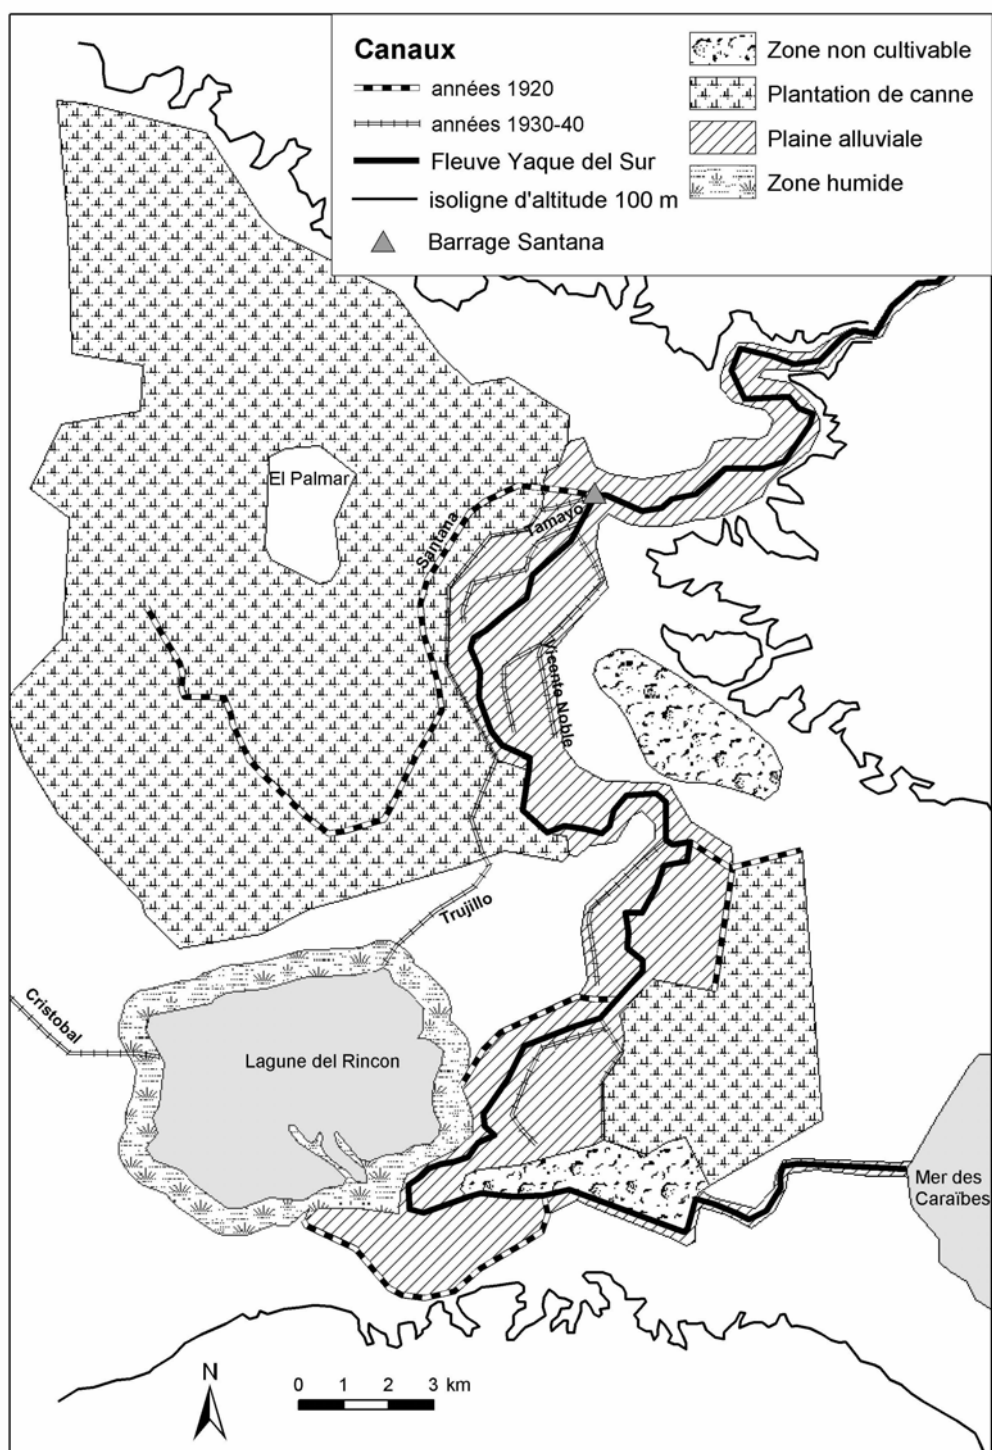 Canaux
années 1920
années 1930-40
Fleuve Yaque del Sur
isoligne d'altitude 100 m
Barrage Santana
Zone non cultivable
Plantation de canne
Plaine alluviale
Zone humide
El Palmar
Santana
Tamayo
Vicente Noble
Trujillo
Cristobal
Lagune del Rincon
Mer des
Caraïbes
N
0 1 2 3 km